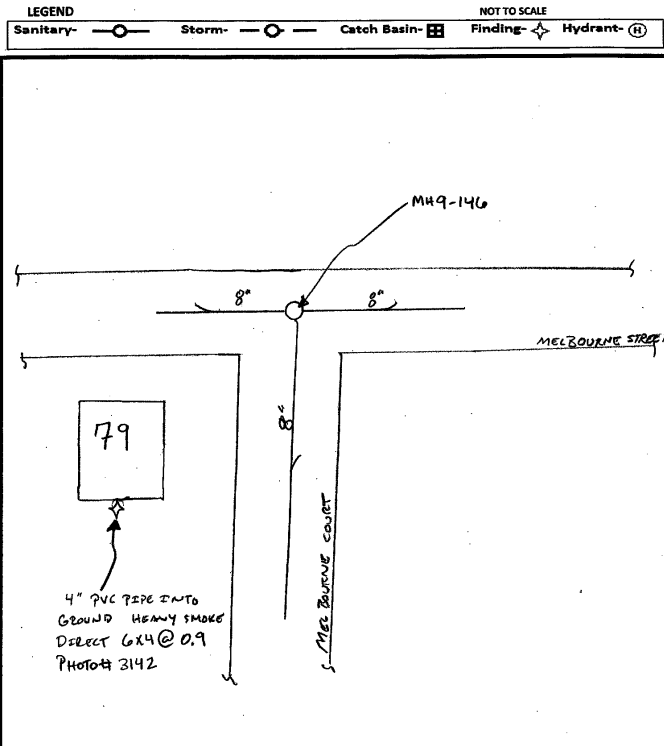 LEGEND
NOT TO SCALE
Sanitary- Storm- Catch Basin- Finding- Hydrant- H
MH9-146
8" 8"
MELBOURNE STREET
79
8"
MELBOURNE COURT
4" PVC PIPE INTO
GROUND HEAVY SMOKE
DIRECT 6X4 @ 0.9
PHOTO# 3142